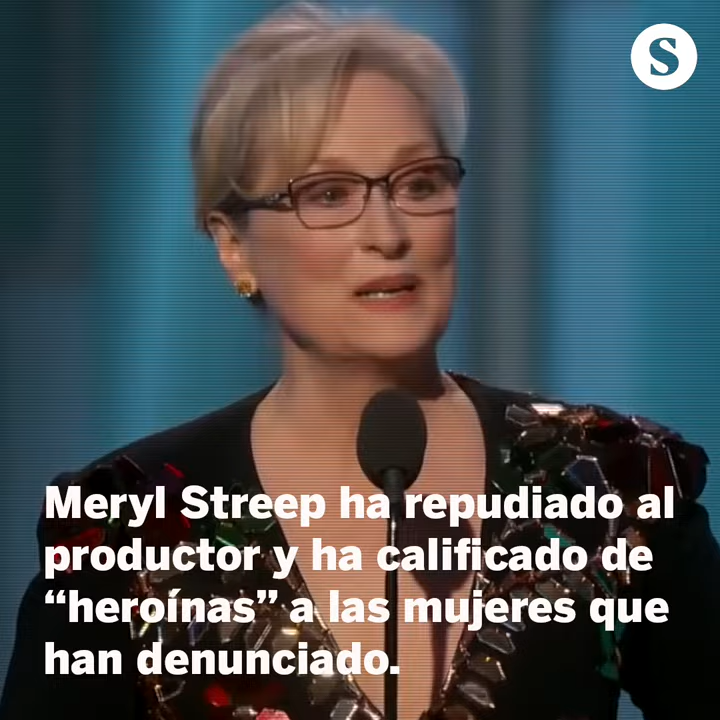 S
Meryl Streep ha repudiado al
productor y ha calificado de
“heroínas” a las mujeres que
han denunciado.